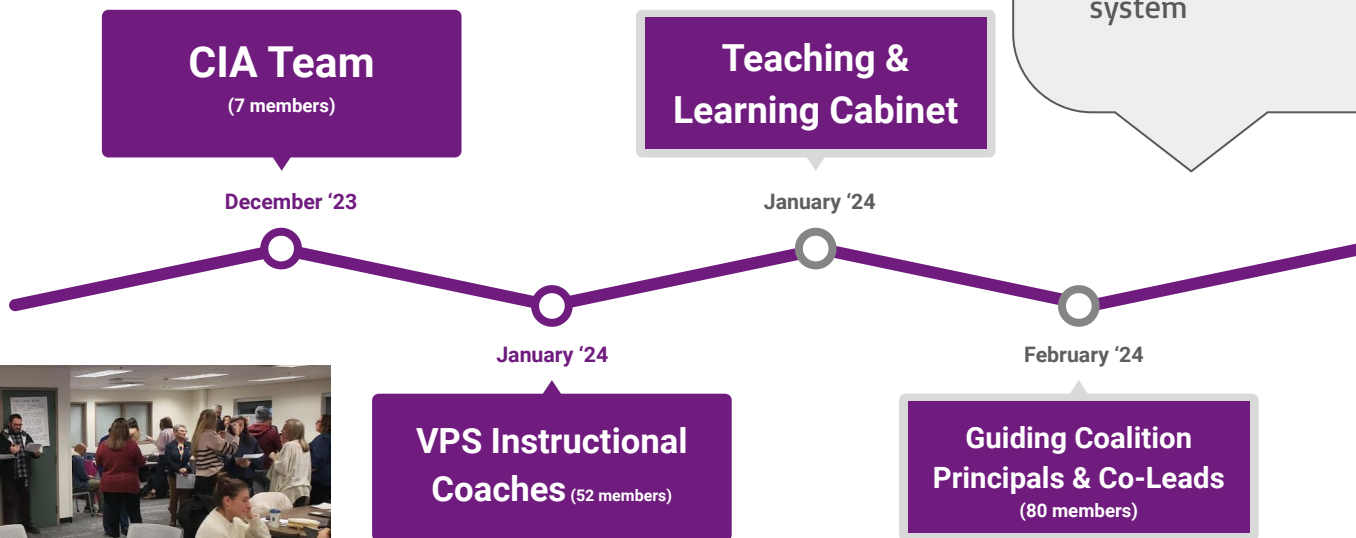 system
CIA Team
(7 members)
Teaching &
Learning Cabinet
December ‘23
January ‘24
January ‘24
February ‘24
VPS Instructional
Coaches (52 members)
Guiding Coalition
Principals & Co-Leads
(80 members)